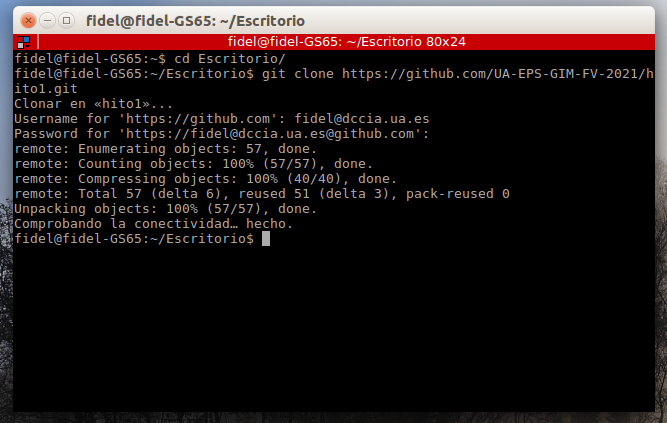 fidel@fidel-GS65: ~/Escritorio
fidel@fidel-GS65: ~/Escritorio 80x24
fidel@fidel-GS65:~$ cd Escritorio/
fidel@fidel-GS65:~/Escritorio$ git clone https://github.com/UA-EPS-GIM-FV-2021/h
ito1.git
Clonar en «hito1»...
Username for 'https://github.com': fidel@dccia.ua.es
Password for 'https://fidel@dccia.ua.es@github.com':
remote: Enumerating objects: 57, done.
remote: Counting objects: 100% (57/57), done.
remote: Compressing objects: 100% (40/40), done.
remote: Total 57 (delta 6), reused 51 (delta 3), pack-reused 0
Unpacking objects: 100% (57/57), done.
Comprobando la conectividad… hecho.
fidel@fidel-GS65:~/Escritorio$